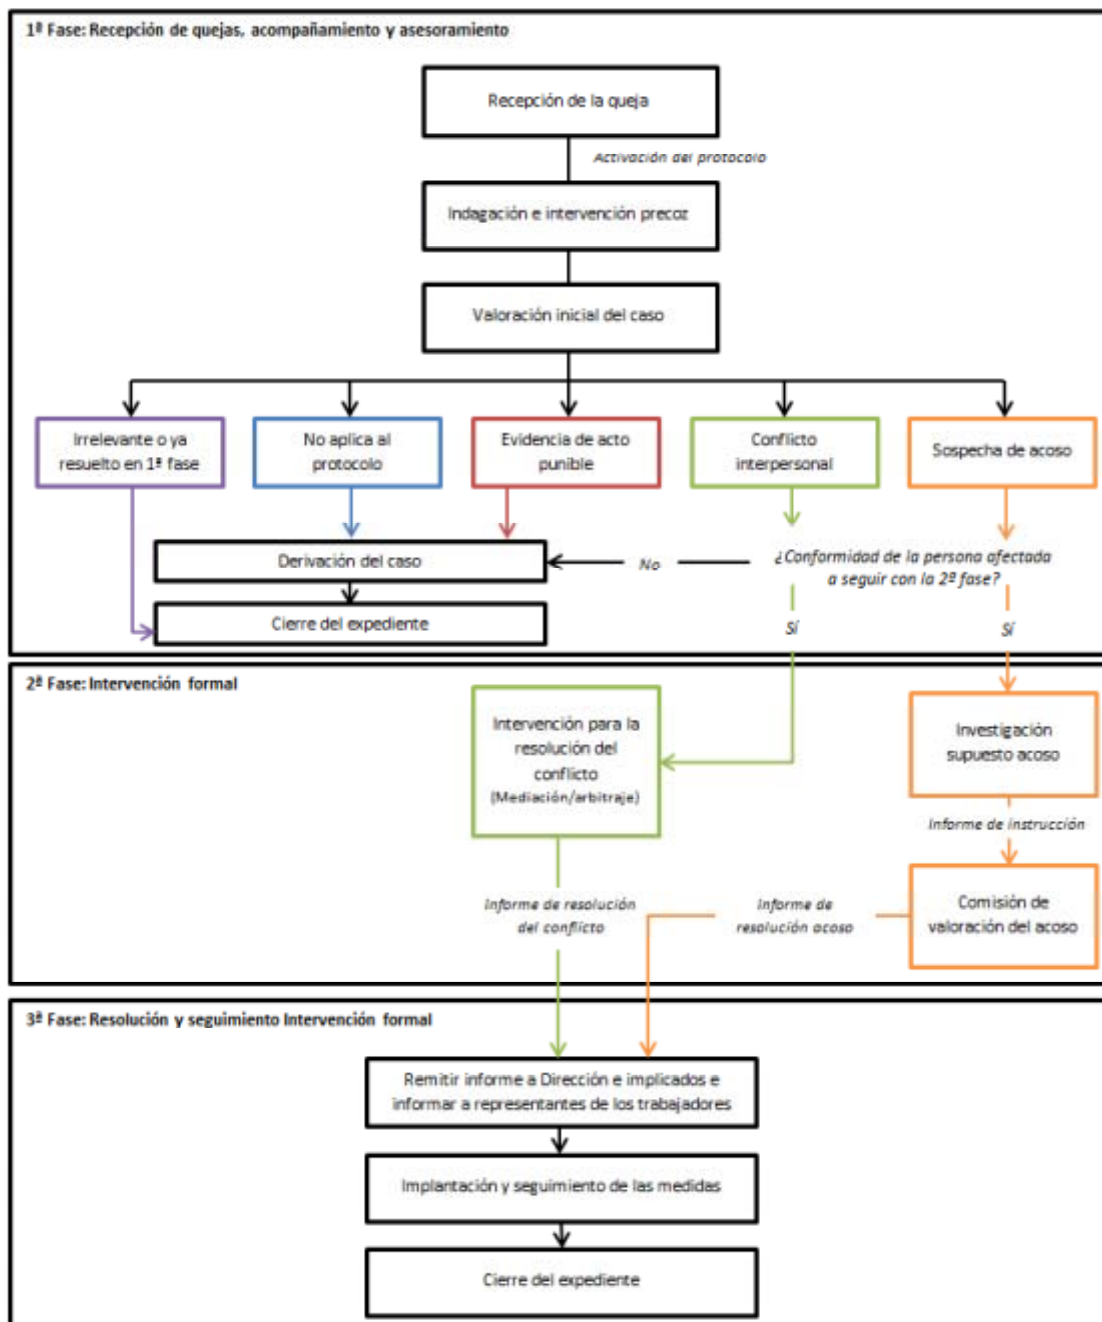 1ª Fase: Recepción de quejas, acompañamiento y asesoramiento
Recepción de la queja
Activación del protocolo
Indagación e intervención precoz
Valoración inicial del caso
Irrelevante o ya
resuelto en 1ª fase
No aplica al
protocolo
Evidencia de acto
punible
Conflicto
interpersonal
Sospecha de acoso
Derivación del caso
No
¿Conformidad de la persona afectada
a seguir con la 2ª fase?
Cierre del expediente
Sí
Sí
2ª Fase: Intervención formal
Intervención para la
resolución del
conflicto
(Mediación/arbitraje)
Investigación
supuesto acoso
Informe de instrucción
Informe de resolución
del conflicto
Informe de
resolución acoso
Comisión de
valoración del acoso
3ª Fase: Resolución y seguimiento Intervención formal
Remitir informe a Dirección e implicados e
informar a representantes de los trabajadores
Implantación y seguimiento de las medidas
Cierre del expediente